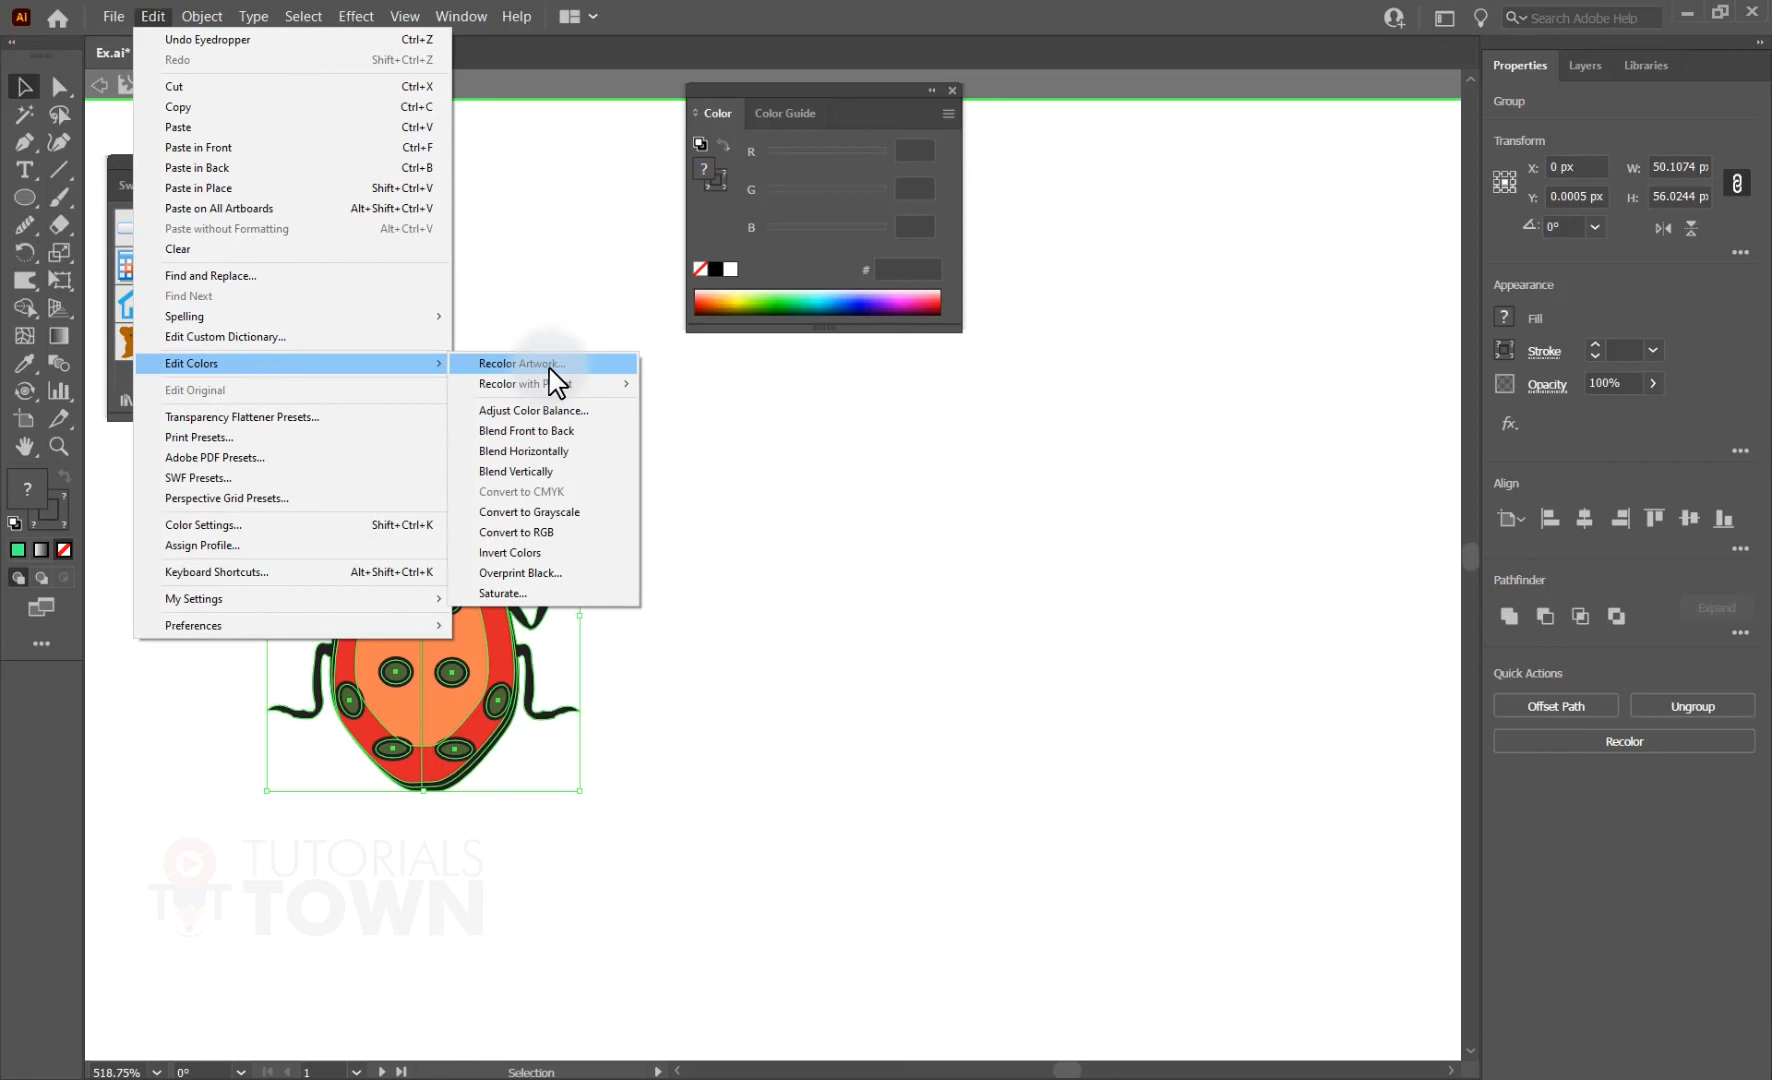 Ai
File Edit Object Type Select Effect View Window Help
Search Adobe Help
Ex.ai*
Undo Eyedropper Ctrl+Z
Redo Shift+Ctrl+Z
Cut Ctrl+X
Copy Ctrl+C
Paste Ctrl+V
Paste in Front Ctrl+F
Paste in Back Ctrl+B
Paste in Place Shift+Ctrl+V
Paste on All Artboards Alt+Shift+Ctrl+V
Paste without Formatting Alt+Ctrl+V
Clear
Find and Replace...
Find Next
Spelling
Edit Custom Dictionary...
Edit Colors
Edit Original
Transparency Flattener Presets...
Print Presets...
Adobe PDF Presets...
SWF Presets...
Perspective Grid Presets...
Color Settings... Shift+Ctrl+K
Assign Profile...
Keyboard Shortcuts... Alt+Shift+Ctrl+K
My Settings
Preferences
Recolor Artwork...
Recolor with
Adjust Color Balance...
Blend Front to Back
Blend Horizontally
Blend Vertically
Convert to CMYK
Convert to Grayscale
Convert to RGB
Invert Colors
Overprint Black...
Saturate...
Sw
Color Color Guide
?
?
R
G
B
#
Properties Layers Libraries
Group
Transform
X: 0 px W: 50.1074 p
Y: 0.0005 px H: 56.0244 p
0°
Appearance
? Fill
Stroke
Opacity 100%
fx.
Align
Pathfinder
Expand
Quick Actions
Offset Path Ungroup
Recolor
?
?
? ?
TUTORIALS
TOWN
518.75% 0° 1 Selection